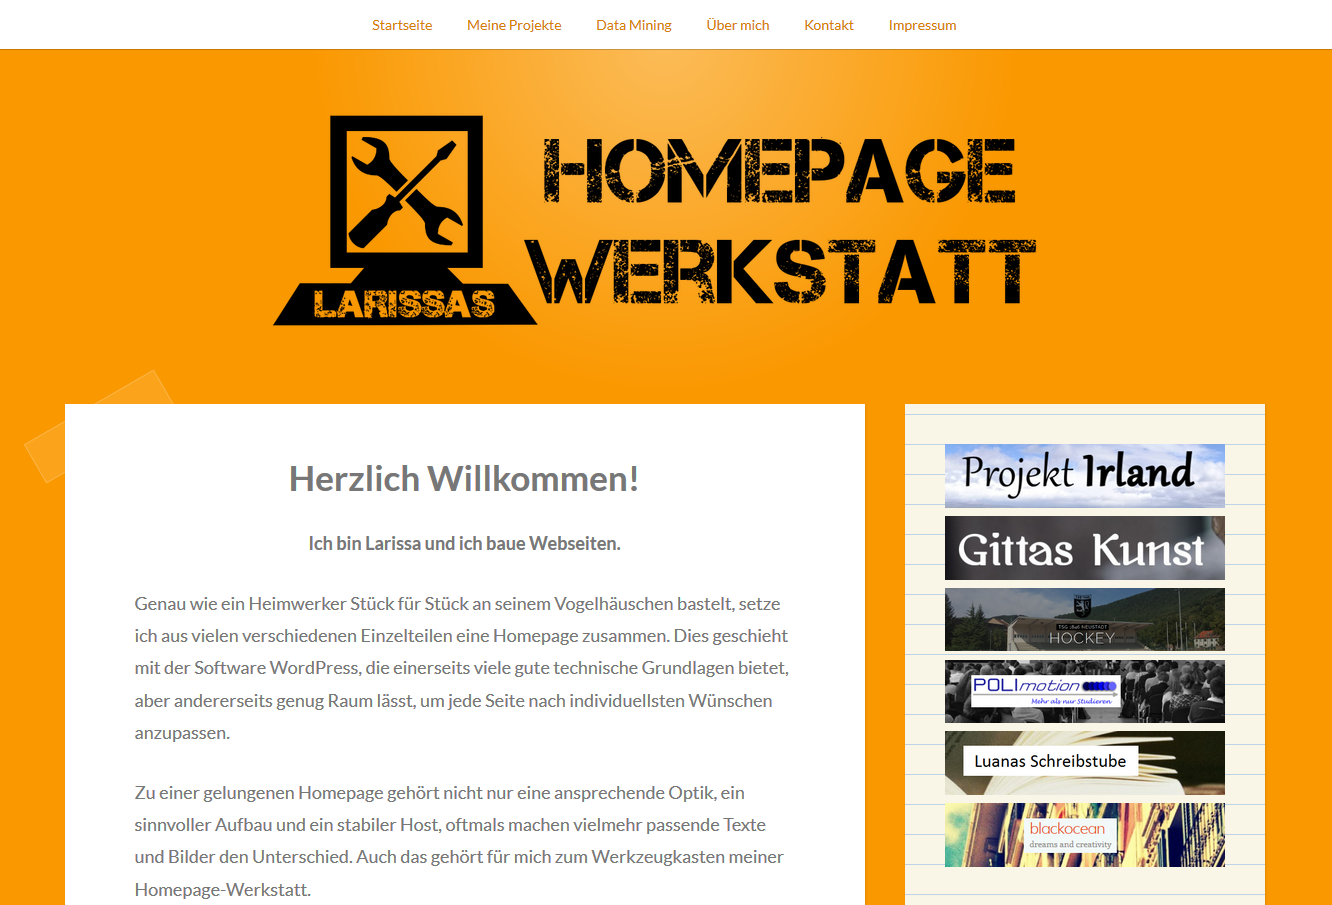 Startseite Meine Projekte Data Mining Über mich Kontakt Impressum
HOMEPAGE
WERKSTATT
LARISSAS
Herzlich Willkommen!
Ich bin Larissa und ich baue Webseiten.
Genau wie ein Heimwerker Stück für Stück an seinem Vogelhäuschen bastelt, setze
ich aus vielen verschiedenen Einzelteilen eine Homepage zusammen. Dies geschieht
mit der Software WordPress, die einerseits viele gute technische Grundlagen bietet,
aber andererseits genug Raum lässt, um jede Seite nach individuellsten Wünschen
anzupassen.
Zu einer gelungenen Homepage gehört nicht nur eine ansprechende Optik, ein
sinnvoller Aufbau und ein stabiler Host, oftmals machen vielmehr passende Texte
und Bilder den Unterschied. Auch das gehört für mich zum Werkzeugkasten meiner
Homepage-Werkstatt.
Projekt Irland
Gittas Kunst
TSG 1846 NEUSTADT
HOCKEY
POLImotion
Mehr als nur Studieren
Luanas Schreibstube
blackocean
dreams and creativity